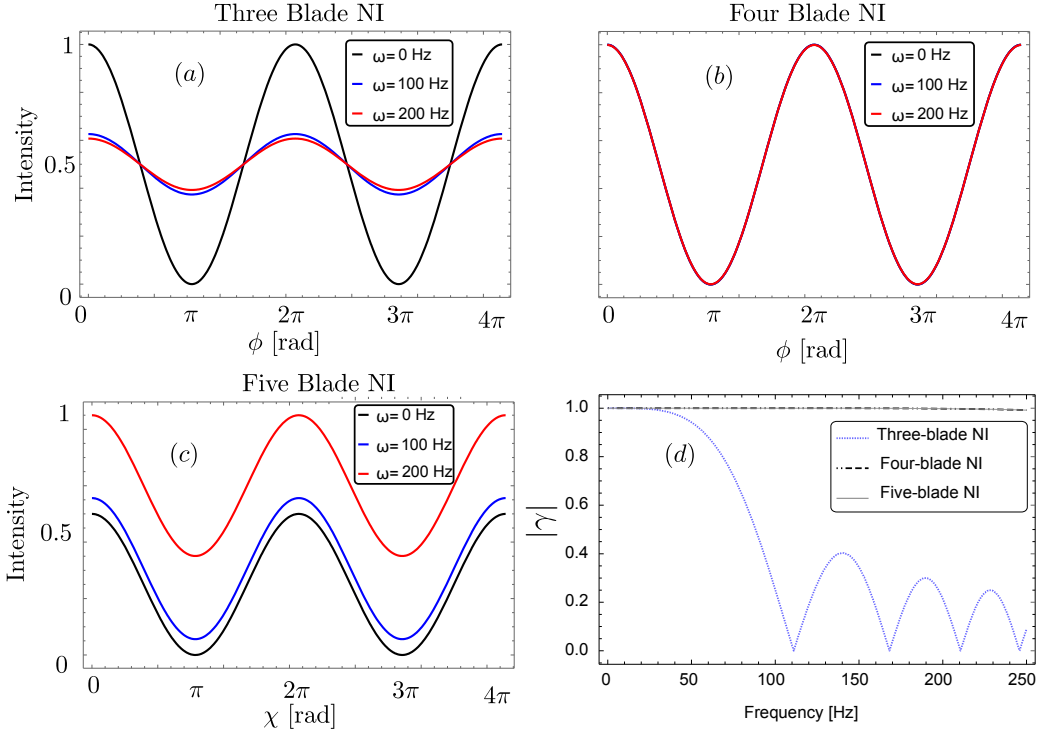 Three Blade NI
(a)
ω= 0 Hz
ω= 100 Hz
ω= 200 Hz
Intensity
1
0.5
0
0
π
2π
3π
4π
ϕ [rad]
Four Blade NI
(b)
ω= 0 Hz
ω= 100 Hz
ω= 200 Hz
π
2π
3π
4π
ϕ [rad]
Five Blade NI
(c)
ω= 0 Hz
ω= 100 Hz
ω= 200 Hz
Intensity
1
0.5
0
0
π
2π
3π
4π
χ [rad]
(d)
Three-blade NI
Four-blade NI
Five-blade NI
|γ|
1.0
0.8
0.6
0.4
0.2
0.0
0
50
100
150
200
250
Frequency [Hz]